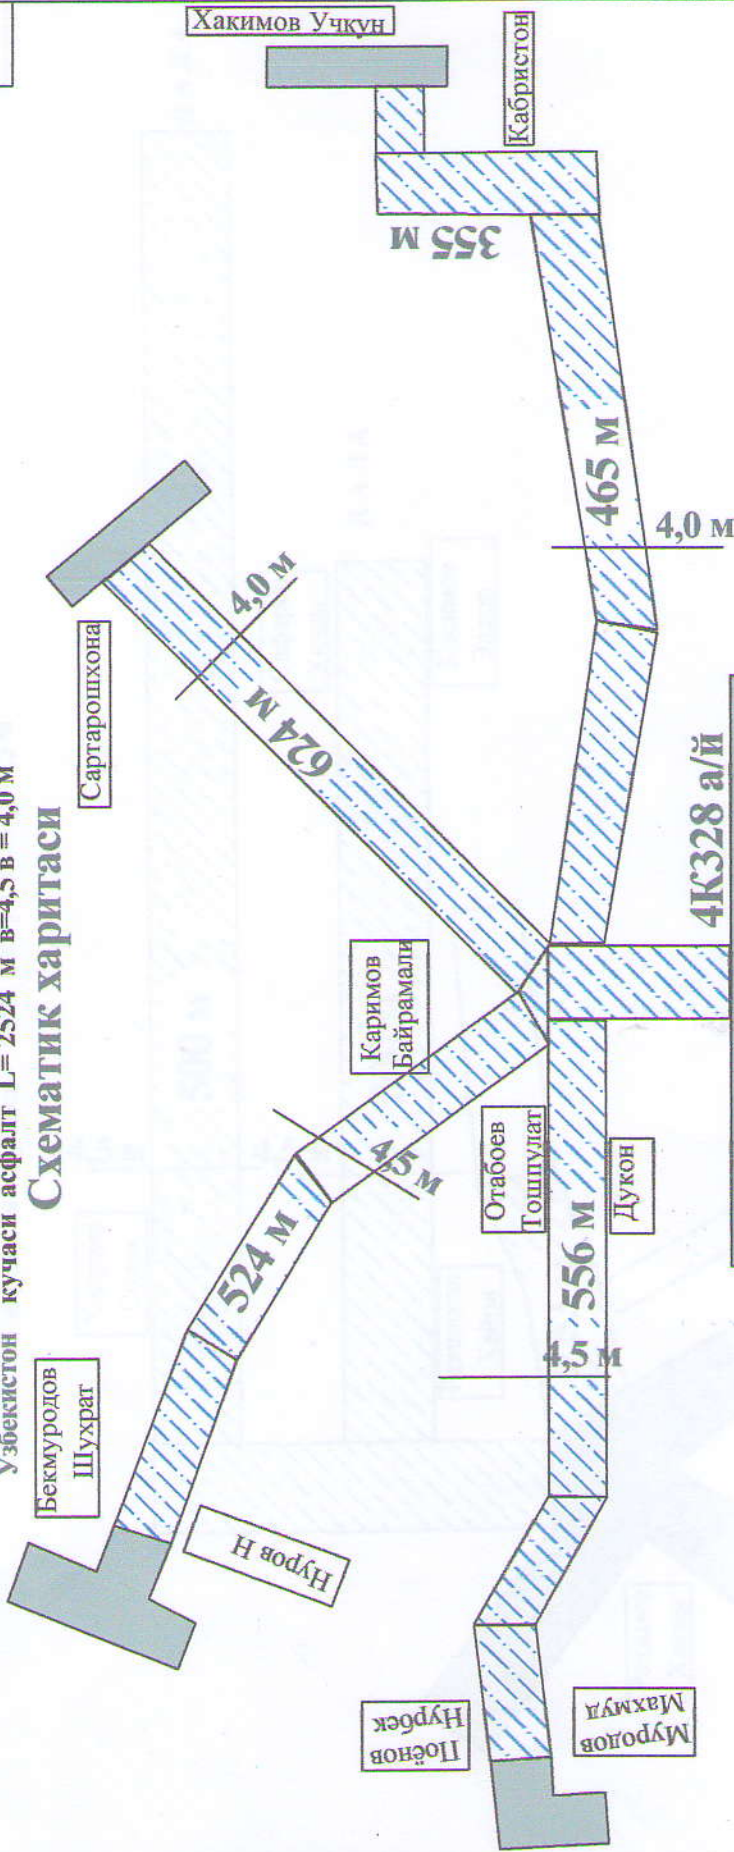 Узбекистон кучаси асфалт L= 2524 м в=4,5 в = 4,0 м
Схематик харитаси
Бекмуродов
Шухрат
Нуров Н
524 м
4,5 м
Каримов
Байрамали
Сартарошхона
624 м
4,0 м
Хакимов Учкун
Кабристон
355 м
465 м
4,0 м
4К328 а/й
Отабоев
Тошпулат
Дукон
556 м
4,5 м
Поёнов
Нурбек
Муродов
Махмуд